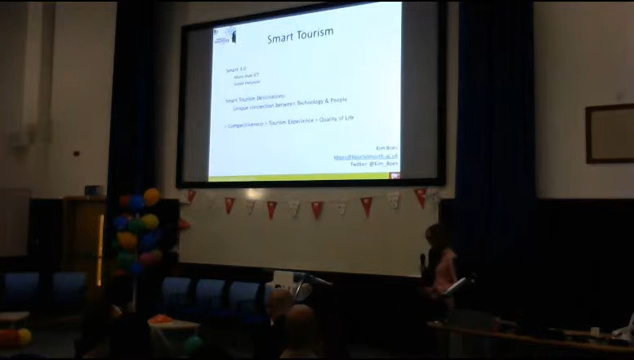 Smart Tourism
Smart 3.0
Smart Tourism Destinations:
Unique connection between Technology & People
Competitiveness + Tourism Experience + Quality of Life
Kim Boes
Twitter: @Kim_Boes